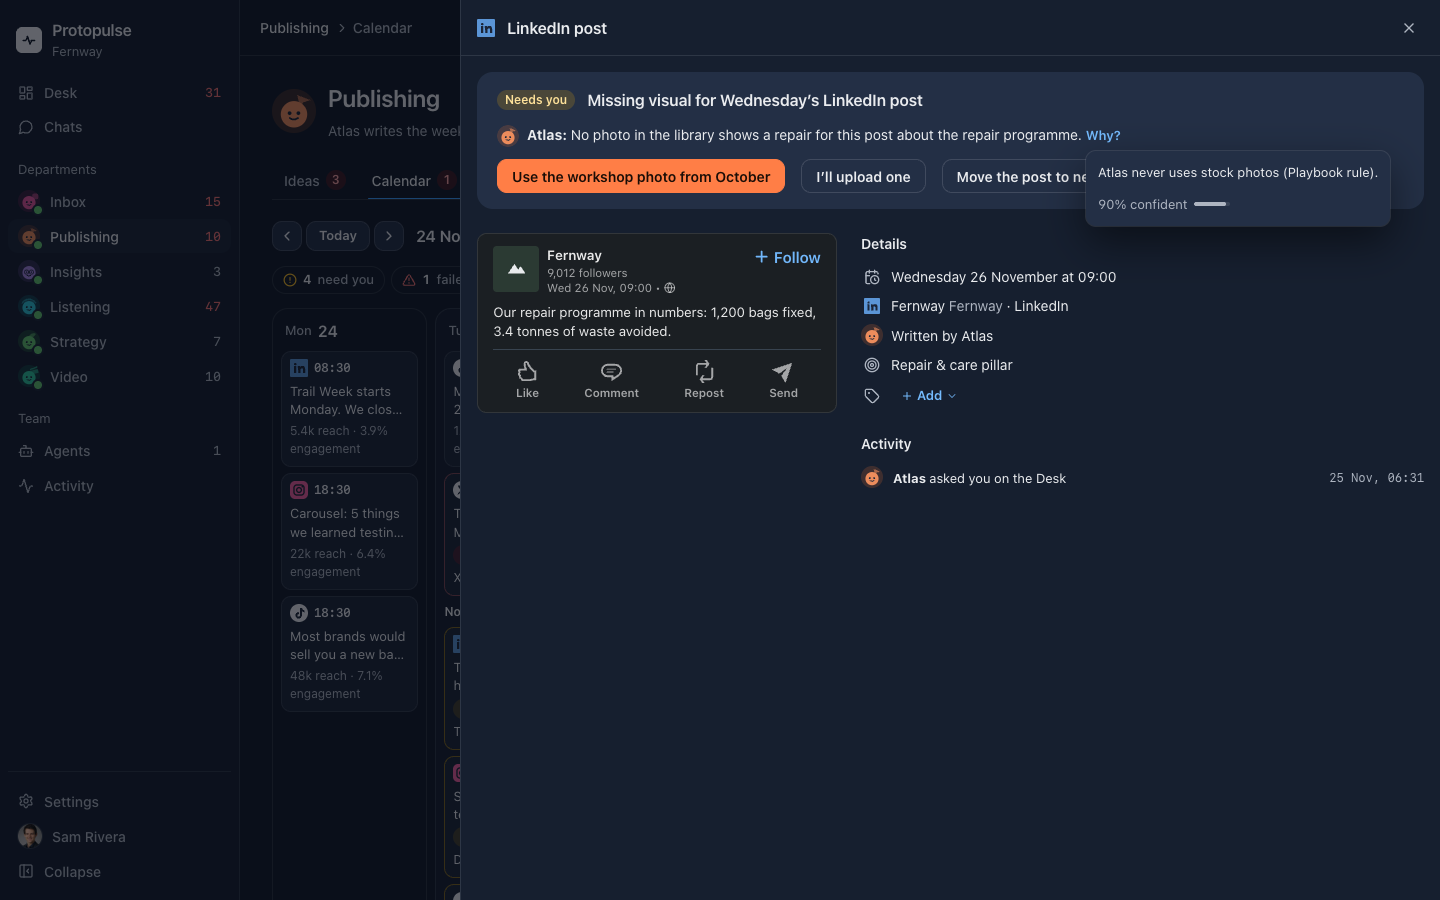 Protopulse
Fernway
Desk 31
Chats
Departments
Inbox 15
Publishing 10
Insights 3
Listening 47
Strategy 7
Video 10
Team
Agents 1
Activity
Settings
Sam Rivera
Collapse
Publishing > Calendar
Publishing
Atlas writes the
Ideas 3
Calendar 1
Today
24 No
4 need you
1 faile
Mon 24
08:30
Trail Week starts
Monday. We clos...
5.4k reach · 3.9%
engagement
18:30
Carousel: 5 things
we learned testin...
22k reach · 6.4%
engagement
18:30
Most brands would
sell you a new ba...
48k reach · 7.1%
engagement
Tu
No
LinkedIn post
Needs you
Missing visual for Wednesday's LinkedIn post
Atlas: No photo in the library shows a repair for this post about the repair programme. Why?
Use the workshop photo from October
I'll upload one
Move the post to ne
Atlas never uses stock photos (Playbook rule).
90% confident
Fernway
9,012 followers
Wed 26 Nov, 09:00 •
+ Follow
Our repair programme in numbers: 1,200 bags fixed,
3.4 tonnes of waste avoided.
Like
Comment
Repost
Send
Details
Wednesday 26 November at 09:00
Fernway Fernway · LinkedIn
Written by Atlas
Repair & care pillar
+ Add
Activity
Atlas asked you on the Desk
25 Nov, 06:31